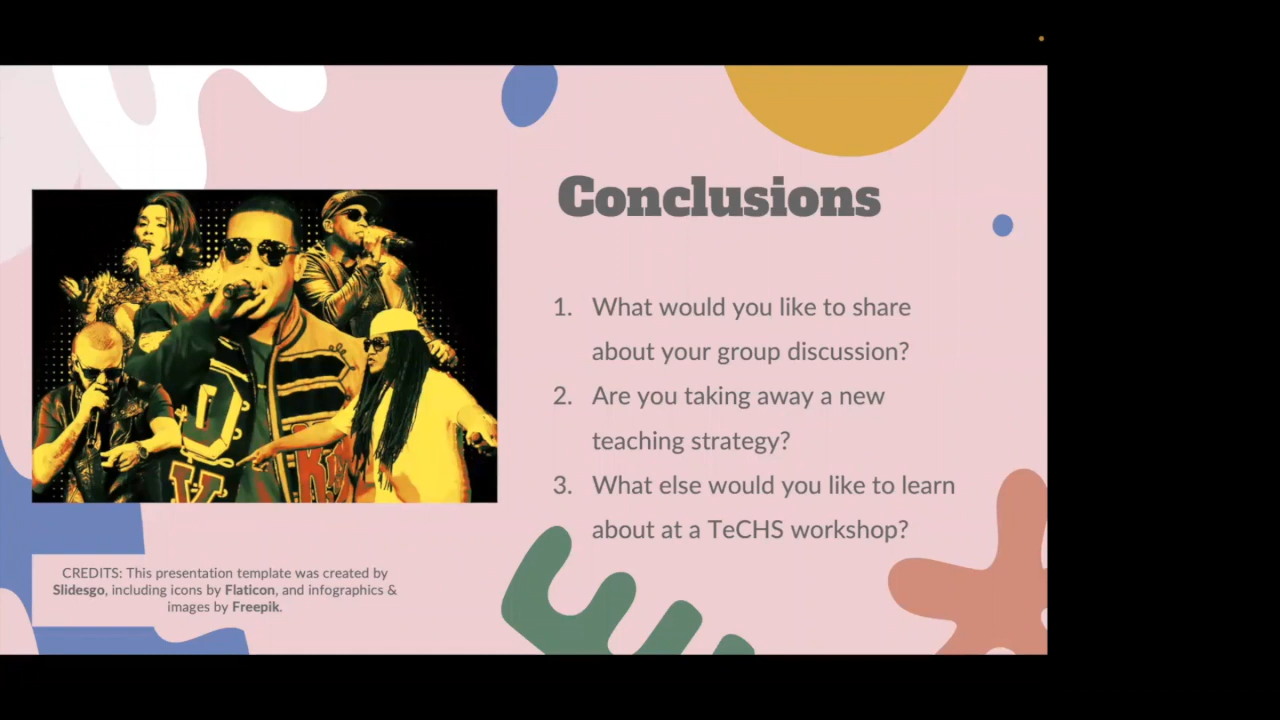 Conclusions
1. What would you like to share
about your group discussion?
2. Are you taking away a new
teaching strategy?
3. What else would you like to learn
about at a TeCHS workshop?
CREDITS: This presentation template was created by
Slidesgo, including icons by Flaticon, and infographics &
images by Freepik.